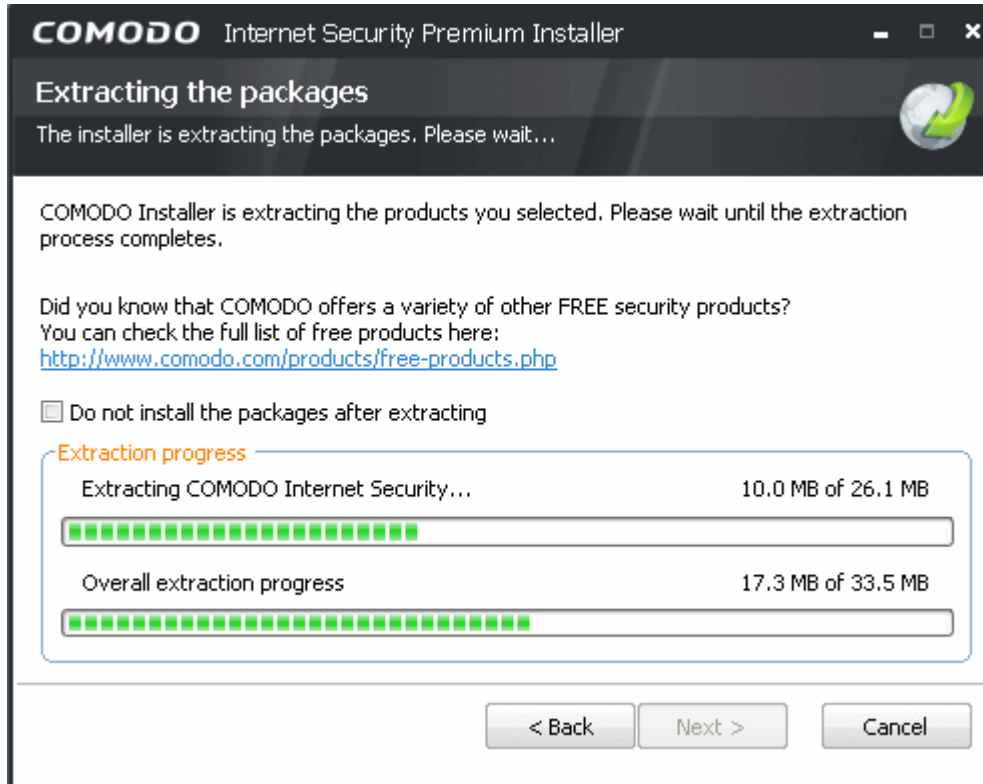 COMODO Internet Security Premium Installer
Extracting the packages
The installer is extracting the packages. Please wait...
COMODO Installer is extracting the products you selected. Please wait until the extraction
process completes.
Did you know that COMODO offers a variety of other FREE security products?
You can check the full list of free products here:
http://www.comodo.com/products/free-products.php
Do not install the packages after extracting
Extraction progress
Extracting COMODO Internet Security... 10.0 MB of 26.1 MB
Overall extraction progress 17.3 MB of 33.5 MB
< Back Next > Cancel